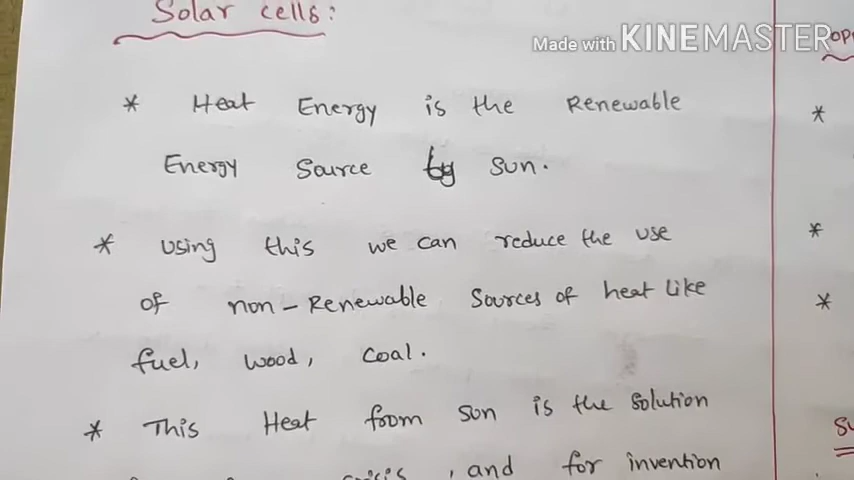 Solar cells:
Made with KINEMASTER
* Heat Energy is the Renewable
Energy Source by sun.
* using this we can reduce the use
of non-Renewable Sources of heat like
fuel, wood, coal.
* This Heat from sun is the solution
, and for invention
*
*
*